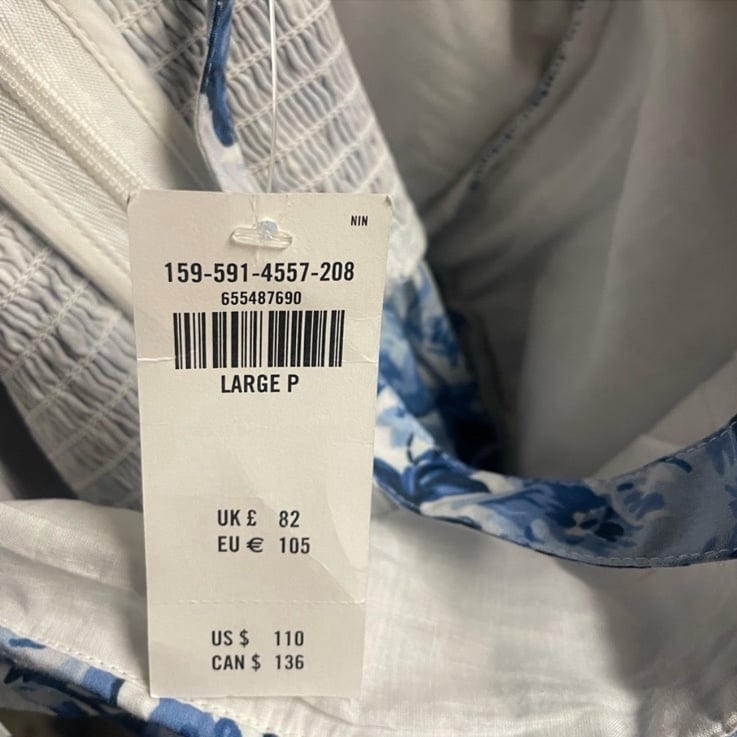 NIN
159-591-4557-208
655487690
LARGE P
UK £ 82
EU € 105
US $ 110
CAN $ 136